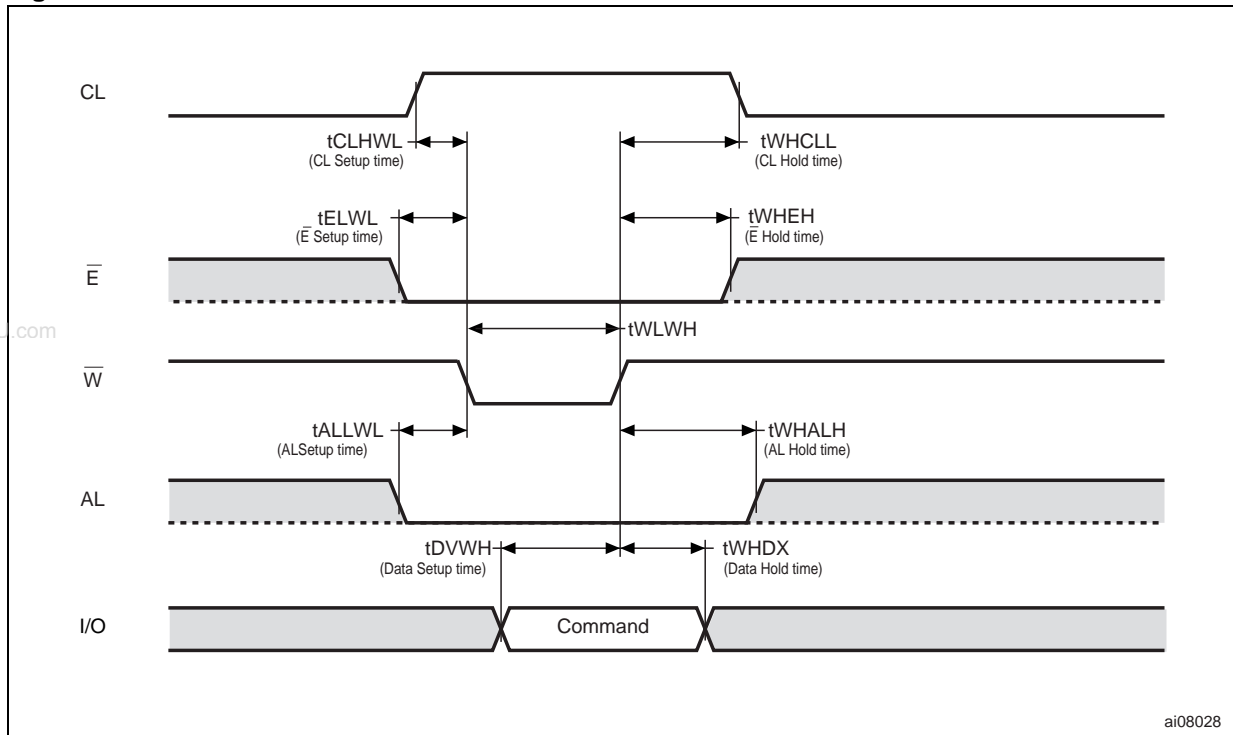 CL
tCLHWL
(CL Setup time)
tWHCLL
(CL Hold time)
tELWL
(E̅ Setup time)
tWHEH
(E̅ Hold time)
E̅
tWLWH
W̅
tALLWL
(ALSetup time)
tWHALH
(AL Hold time)
AL
tDVWH
(Data Setup time)
tWHDX
(Data Hold time)
I/O
Command
ai08028